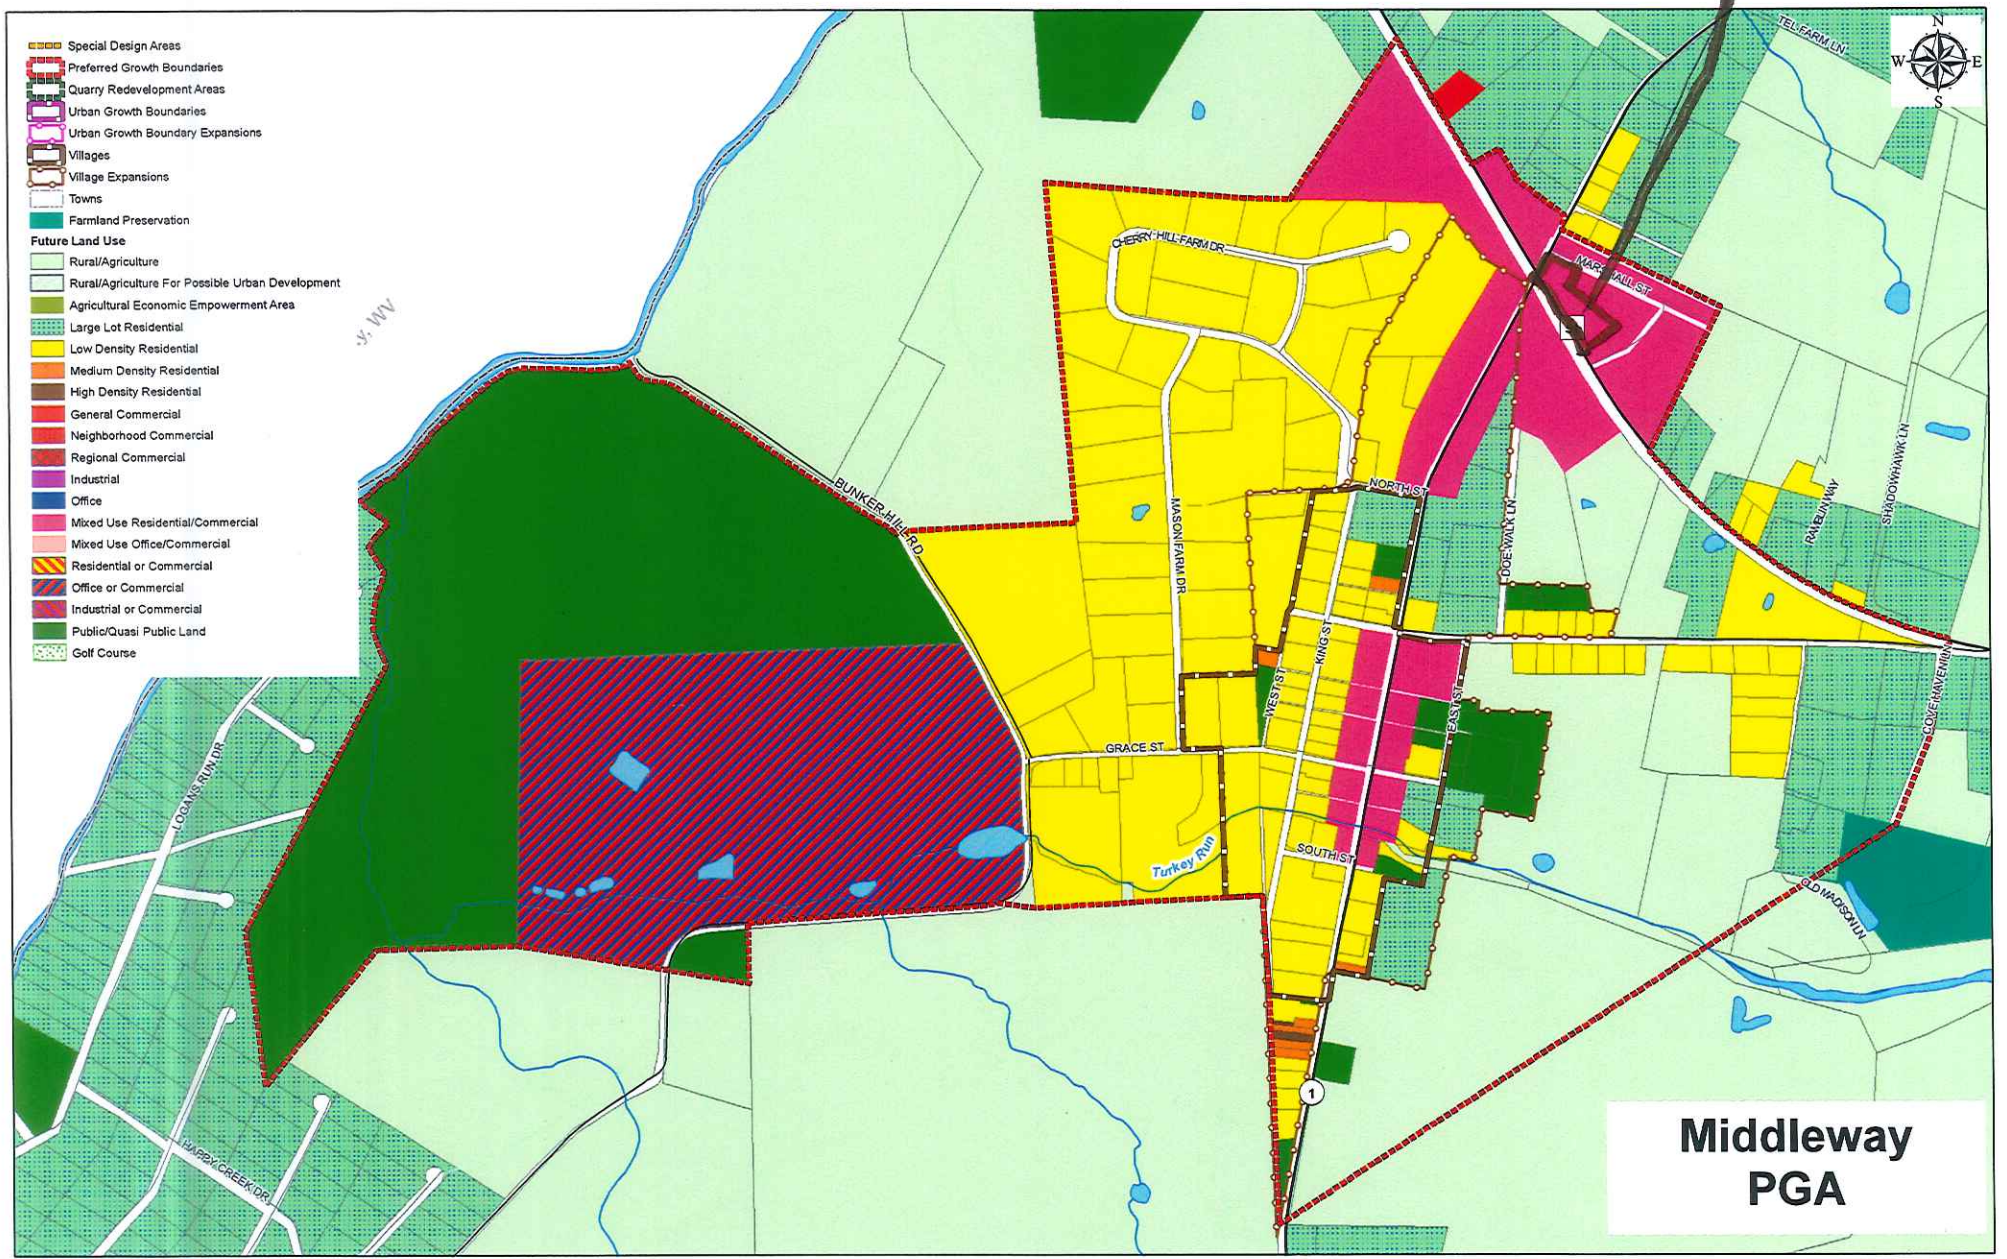 Special Design Areas
Preferred Growth Boundaries
Quarry Redevelopment Areas
Urban Growth Boundaries
Urban Growth Boundary Expansions
Villages
Village Expansions
Towns
Farmland Preservation
Future Land Use
Rural/Agriculture
Rural/Agriculture For Possible Urban Development
Agricultural Economic Empowerment Area
Large Lot Residential
Low Density Residential
Medium Density Residential
High Density Residential
General Commercial
Neighborhood Commercial
Regional Commercial
Industrial
Office
Mixed Use Residential/Commercial
Mixed Use Office/Commercial
Residential or Commercial
Office or Commercial
Industrial or Commercial
Public/Quasi Public Land
Golf Course
y, WV
N
W
E
S
TEL FARM LN
CHERRY HILL FARM DR
MARSHALL ST
BUNKER HILL RD
MASON FARM DR
NORTH ST
DOE WALK LN
RAMBLIN WAY
SHADOWHAWK LN
KING ST
WEST ST
EAST ST
GRACE ST
COVE HAVEN LN
LOGANS RUN DR
Turkey Run
SOUTH ST
OLD MADISON LN
1
HAPPY CREEK DR
Middleway
PGA